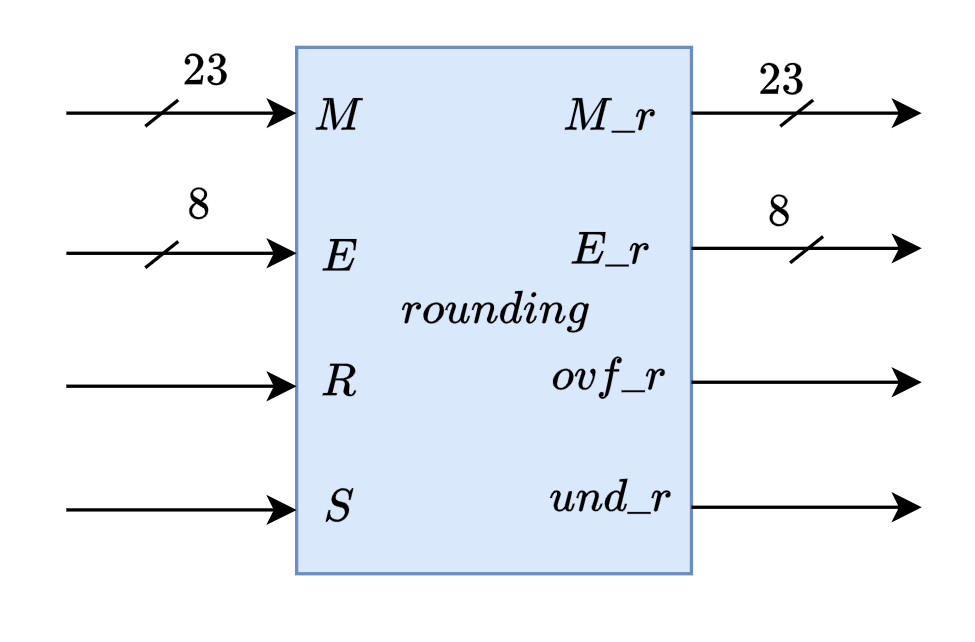 23 23
M M_r
8 8
E E_r
rounding
R ovf_r
S und_r